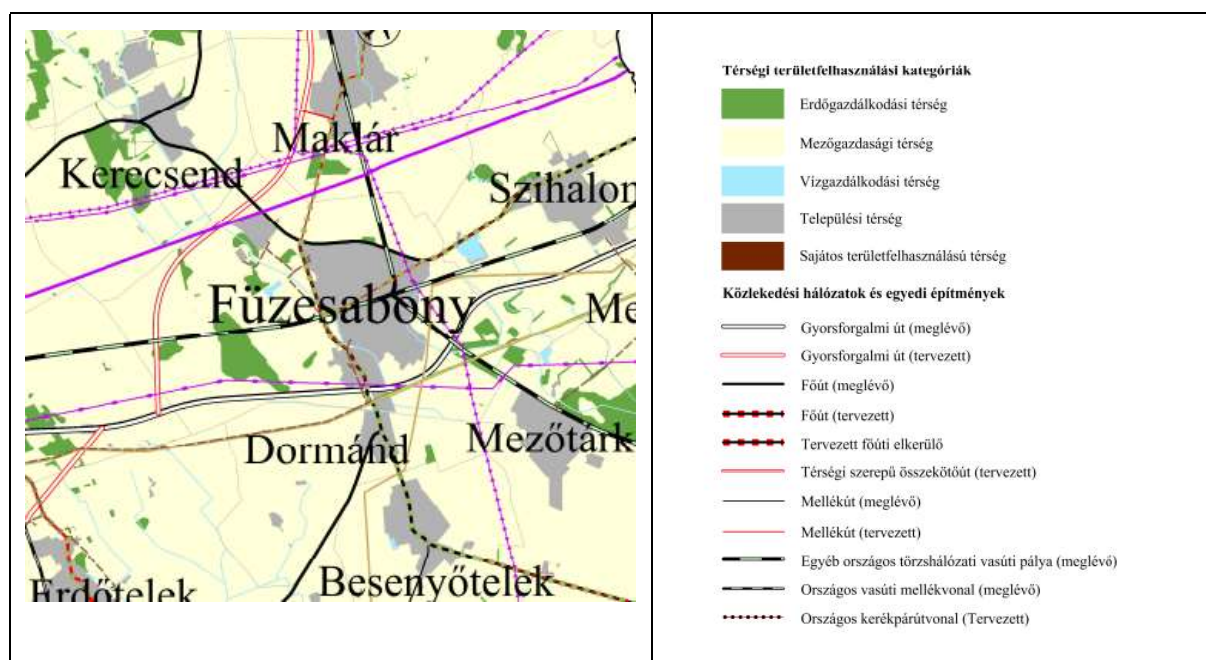 Maklár
Kerecsend
Szihalom
Füzesabony
Me
Dormánd
Mezőtárk
Erdőtelek
Besenyőtelek
Térségi területfelhasználási kategóriák
Erdőgazdálkodási térség
Mezőgazdasági térség
Vízgazdálkodási térség
Települési térség
Sajátos területfelhasználású térség
Közlekedési hálózatok és egyedi építmények
Gyorsforgalmi út (meglévő)
Gyorsforgalmi út (tervezett)
Főút (meglévő)
Főút (tervezett)
Tervezett főúti elkerülő
Térségi szerepű összekötőút (tervezett)
Mellékút (meglévő)
Mellékút (tervezett)
Egyéb országos törzshálózati vasúti pálya (meglévő)
Országos vasúti mellékvonal (meglévő)
Országos kerékpárútvonal (Tervezett)